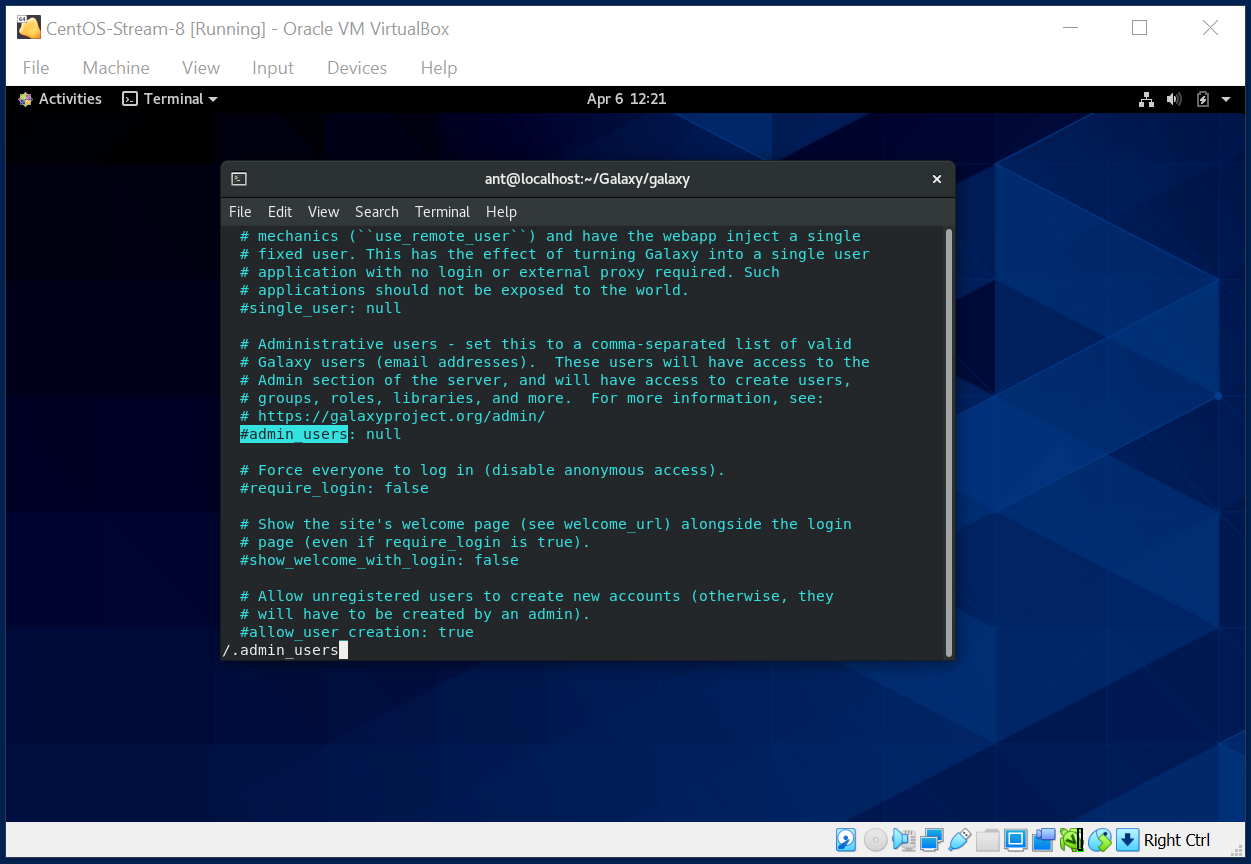 64
CentOS-Stream-8 [Running] - Oracle VM VirtualBox
File Machine View Input Devices Help
Activities Terminal Apr 6 12:21
ant@localhost:~/Galaxy/galaxy
File Edit View Search Terminal Help
# mechanics (``use_remote_user``) and have the webapp inject a single
# fixed user. This has the effect of turning Galaxy into a single user
# application with no login or external proxy required. Such
# applications should not be exposed to the world.
#single_user: null
# Administrative users - set this to a comma-separated list of valid
# Galaxy users (email addresses).  These users will have access to the
# Admin section of the server, and will have access to create users,
# groups, roles, libraries, and more.  For more information, see:
# https://galaxyproject.org/admin/
#admin_users: null
# Force everyone to log in (disable anonymous access).
#require_login: false
# Show the site's welcome page (see welcome_url) alongside the login
# page (even if require_login is true).
#show_welcome_with_login: false
# Allow unregistered users to create new accounts (otherwise, they
# will have to be created by an admin).
#allow_user_creation: true
/.admin_users
Right Ctrl